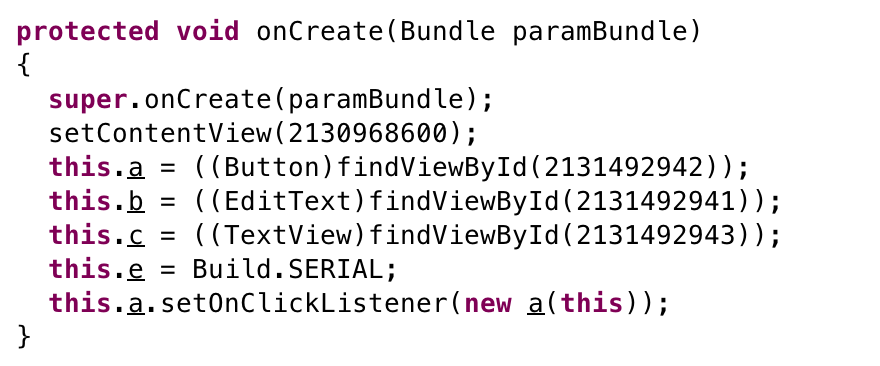 protected void onCreate(Bundle paramBundle)
{
  super.onCreate(paramBundle);
  setContentView(2130968600);
  this.a = ((Button)findViewById(2131492942));
  this.b = ((EditText)findViewById(2131492941));
  this.c = ((TextView)findViewById(2131492943));
  this.e = Build.SERIAL;
  this.a.setOnClickListener(new a(this));
}